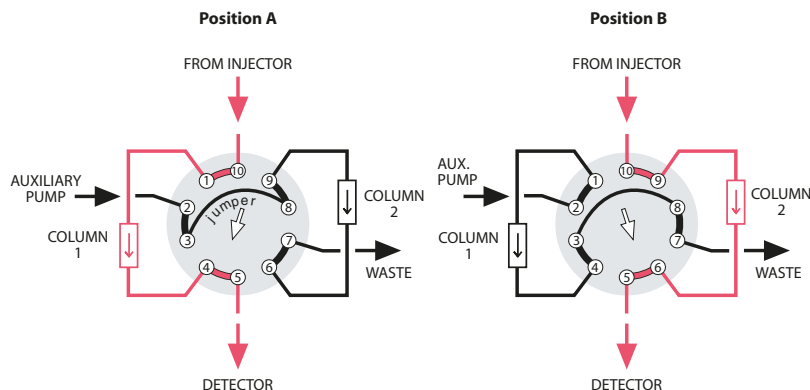 Position A
FROM INJECTOR
10
1
9
AUXILIARY
PUMP
2
8
jumper
COLUMN
2
3
7
COLUMN
1
4
5
6
WASTE
DETECTOR
Position B
FROM INJECTOR
10
1
9
AUX.
PUMP
2
8
COLUMN
2
3
7
COLUMN
1
4
5
6
WASTE
DETECTOR